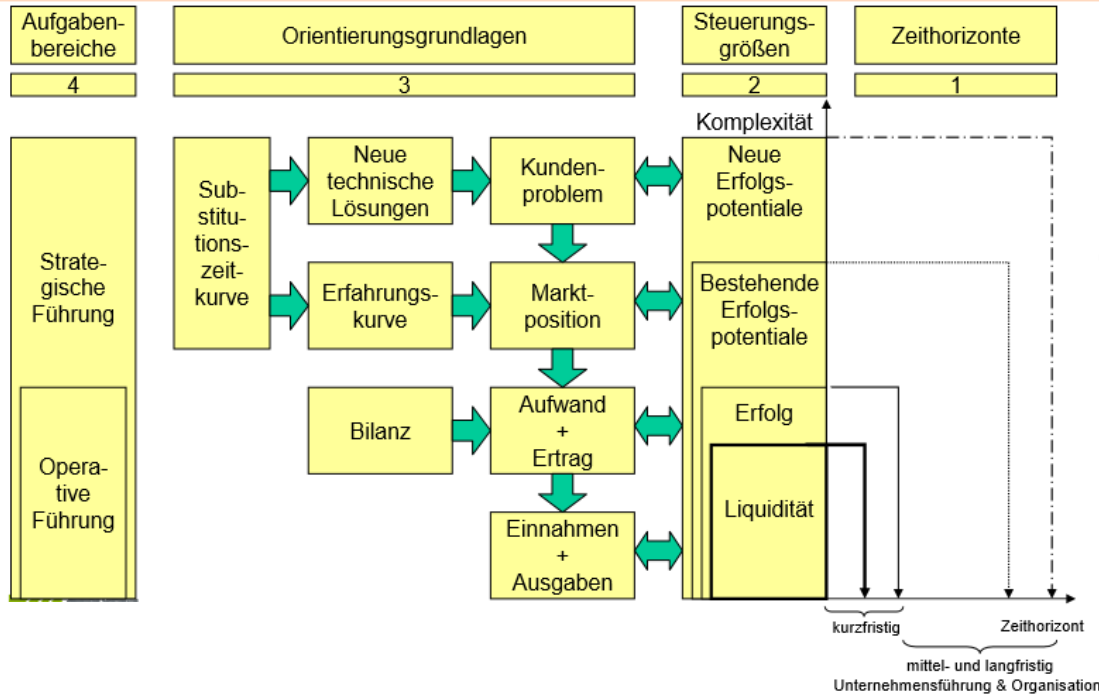 Aufgaben-
bereiche
Orientierungsgrundlagen
Steuerungs-
größen
Zeithorizonte
4
3
2
1
Komplexität
Strate-
gische
Führung
Opera-
tive
Führung
Sub-
stitu-
tions-
zeit-
kurve
Neue
technische
Lösungen
Kunden-
problem
Neue
Erfolgs-
potentiale
Erfahrungs-
kurve
Markt-
position
Bestehende
Erfolgs-
potentiale
Bilanz
Aufwand
+
Ertrag
Erfolg
Einnahmen
+
Ausgaben
Liquidität
kurzfristig
Zeithorizont
mittel- und langfristig
Unternehmensführung & Organisation